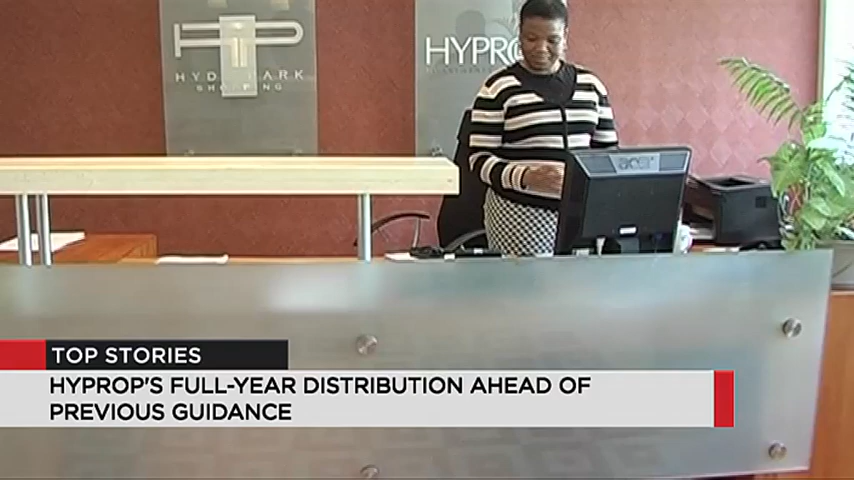 HYDE PARK
SHOPPING
HYPROP
acer
TOP STORIES
HYPROP'S FULL-YEAR DISTRIBUTION AHEAD OF
PREVIOUS GUIDANCE